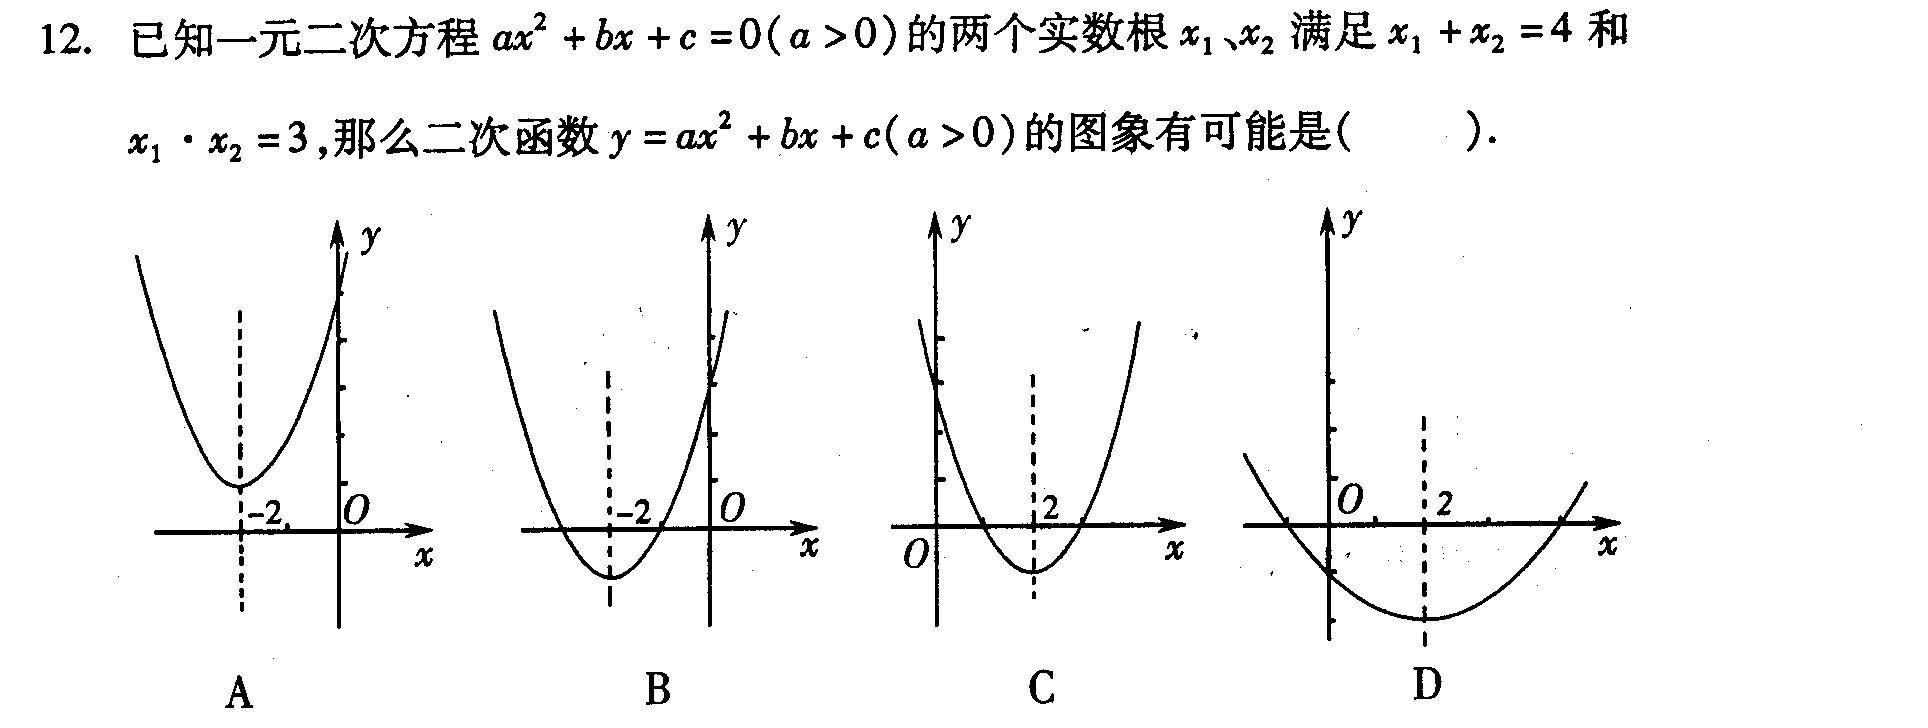 12. 已知一元二次方程 ax² + bx + c = 0 ( a > 0 ) 的两个实数根 x₁、x₂ 满足 x₁ + x₂ = 4 和
x₁ · x₂ = 3 ,那么二次函数 y = ax² + bx + c ( a > 0 ) 的图象有可能是(　　).
y
-2
O
x
y
-2
O
x
y
2
O
x
y
O
2
x
A
B
C
D